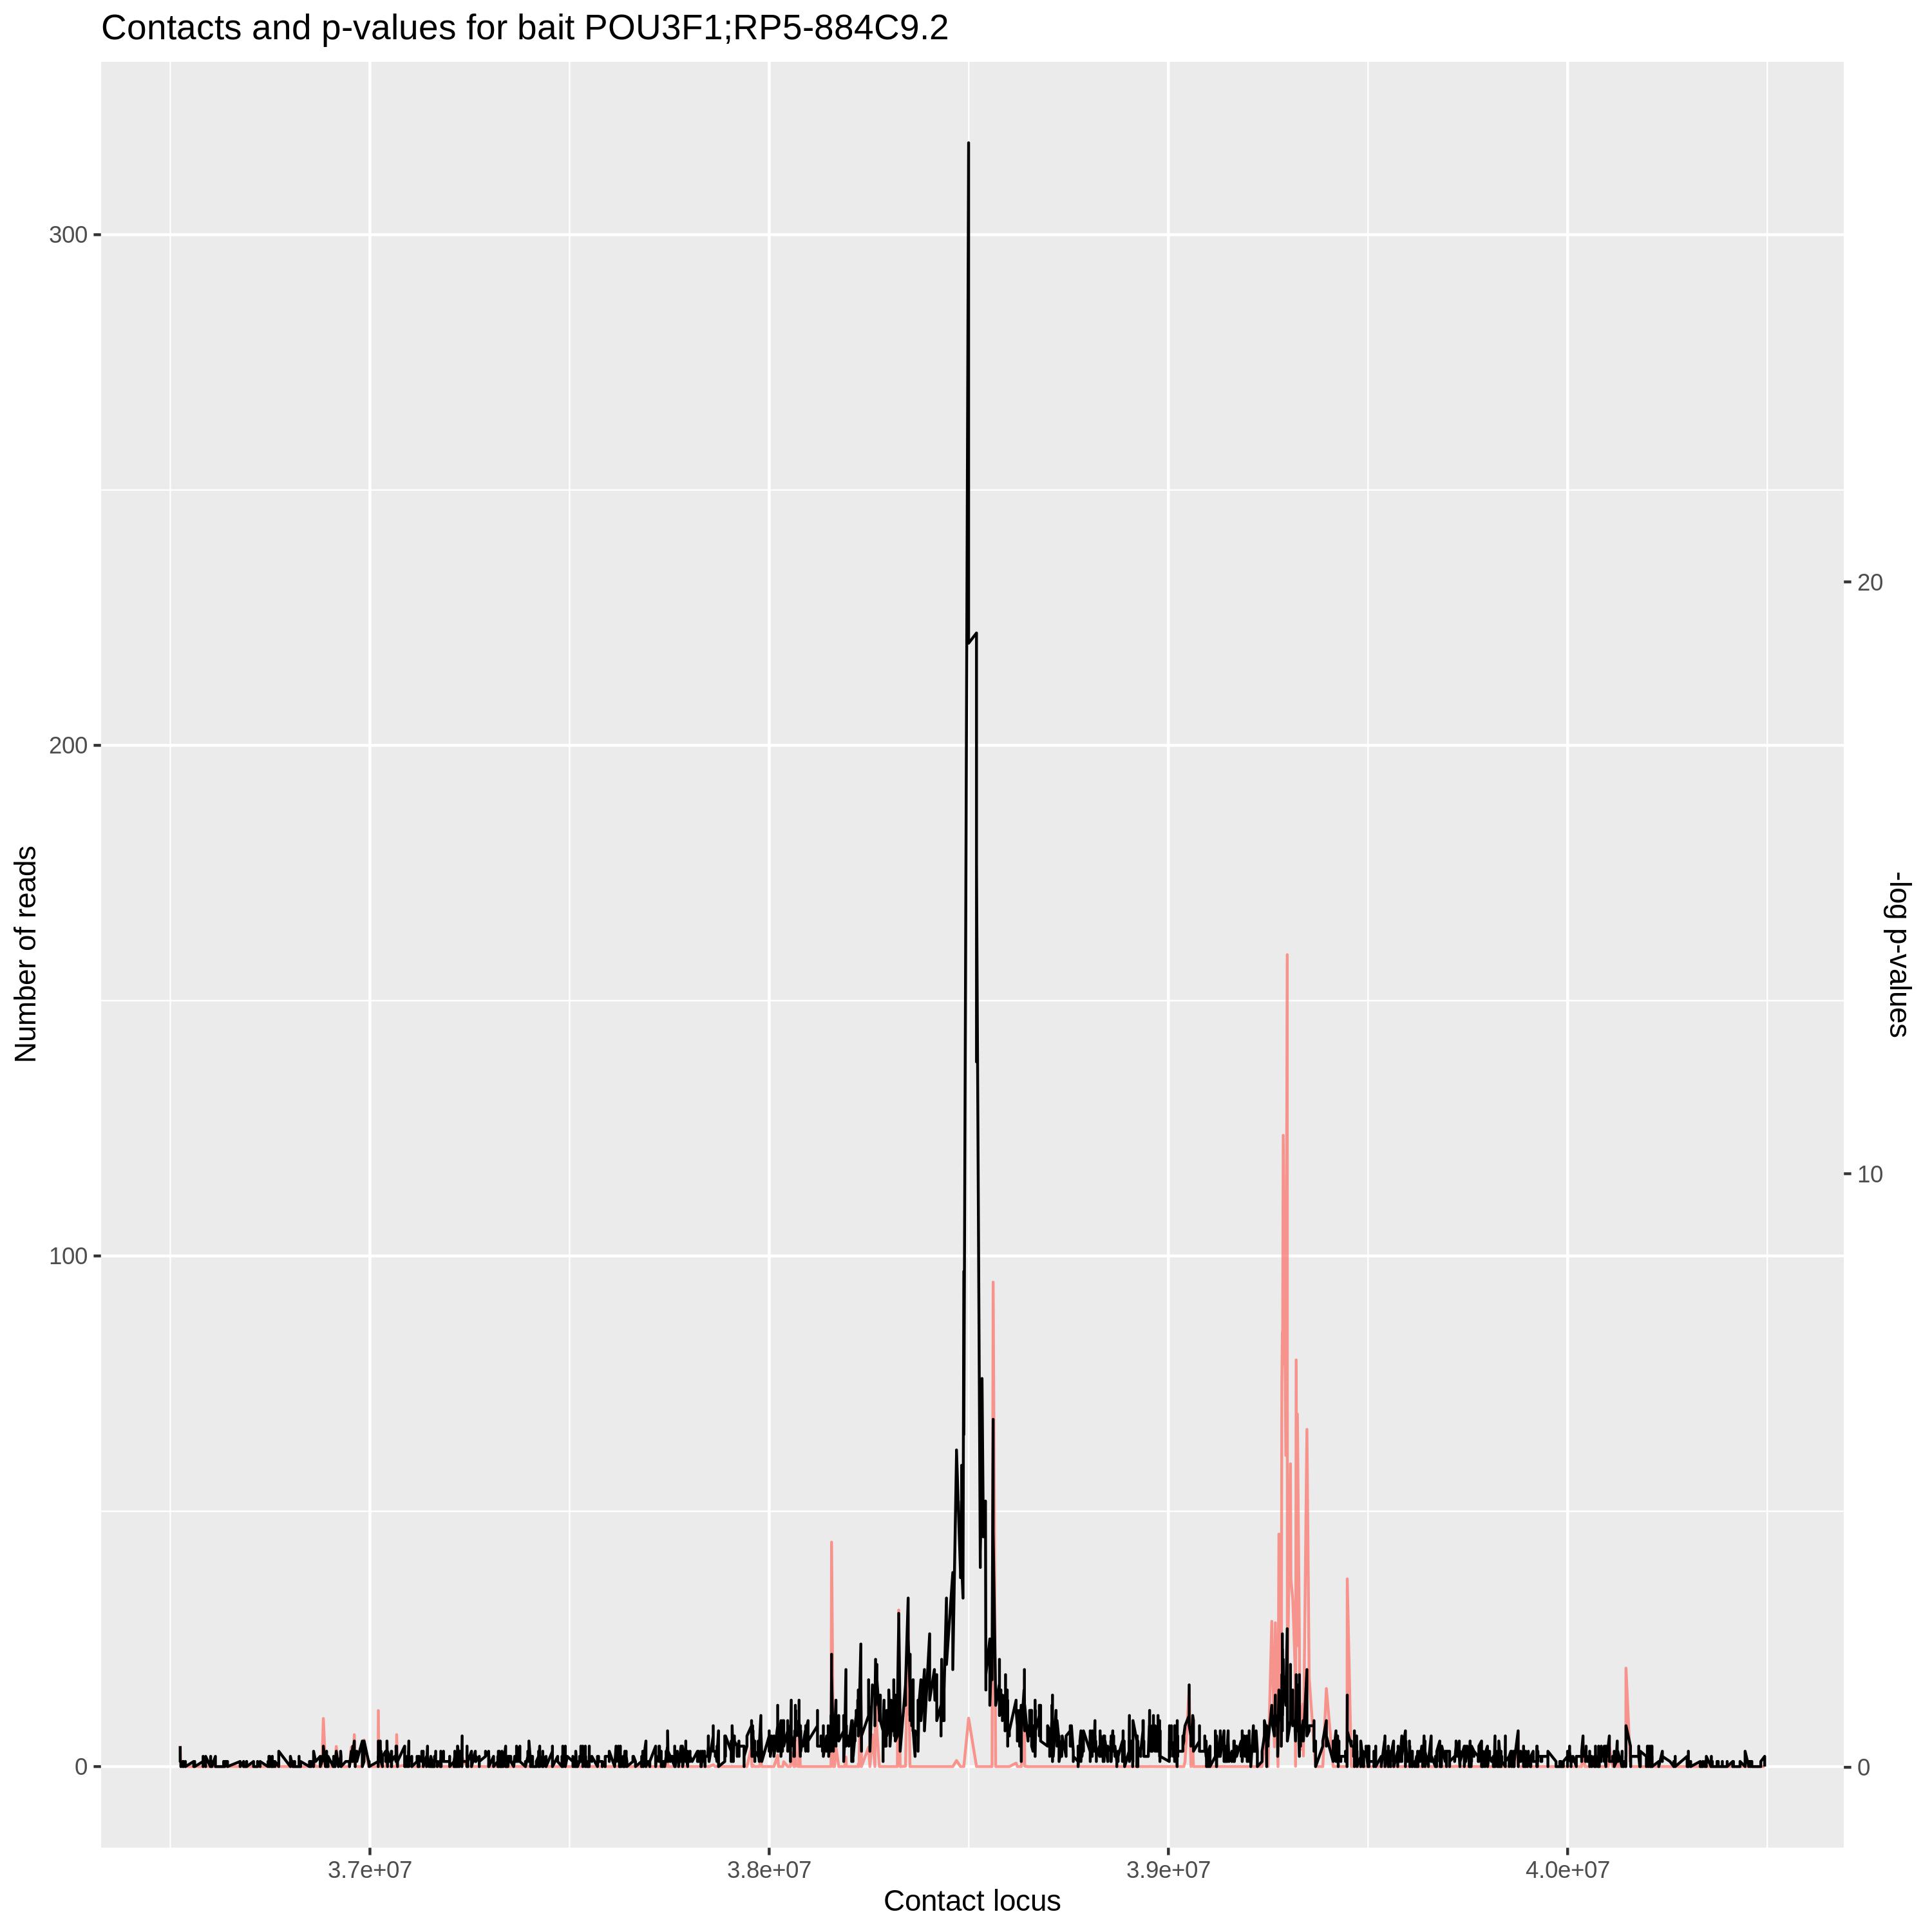 Contacts and p-values for bait POU3F1;RP5-884C9.2
300
200
100
0
20
10
0
Number of reads
-log p-values
3.7e+07
3.8e+07
3.9e+07
4.0e+07
Contact locus